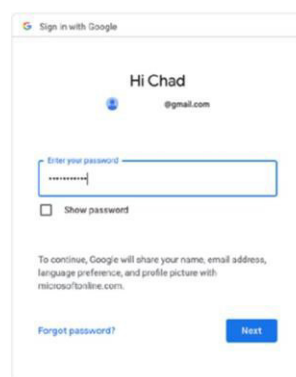 Sign in with Google
Hi Chad
@gmail.com
Enter your password
Show password
To continue, Google will share your name, email address,
language preference, and profile picture with
microsoftonline.com.
Forgot password?
Next